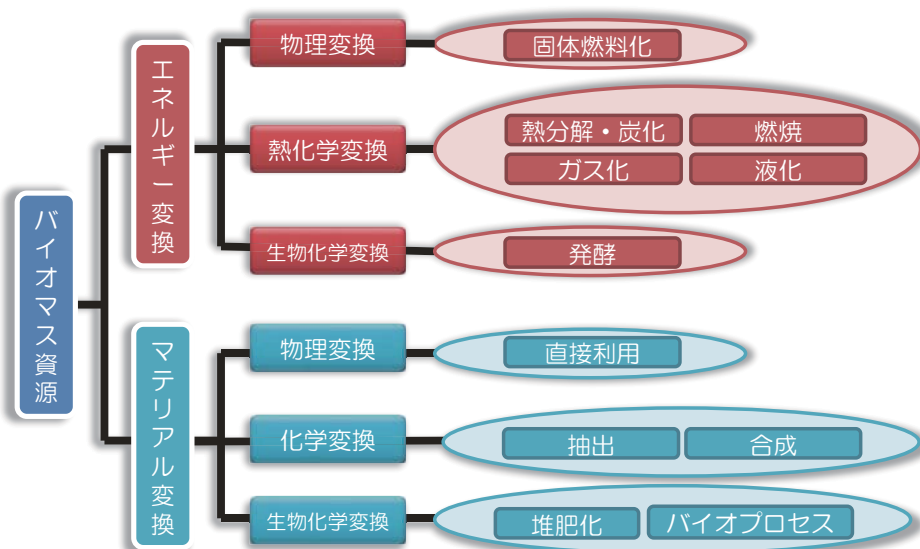 バイオマス資源
エネルギー変換
物理変換
固体燃料化
熱化学変換
熱分解・炭化
燃焼
ガス化
液化
生物化学変換
発酵
マテリアル変換
物理変換
直接利用
化学変換
抽出
合成
生物化学変換
堆肥化
バイオプロセス